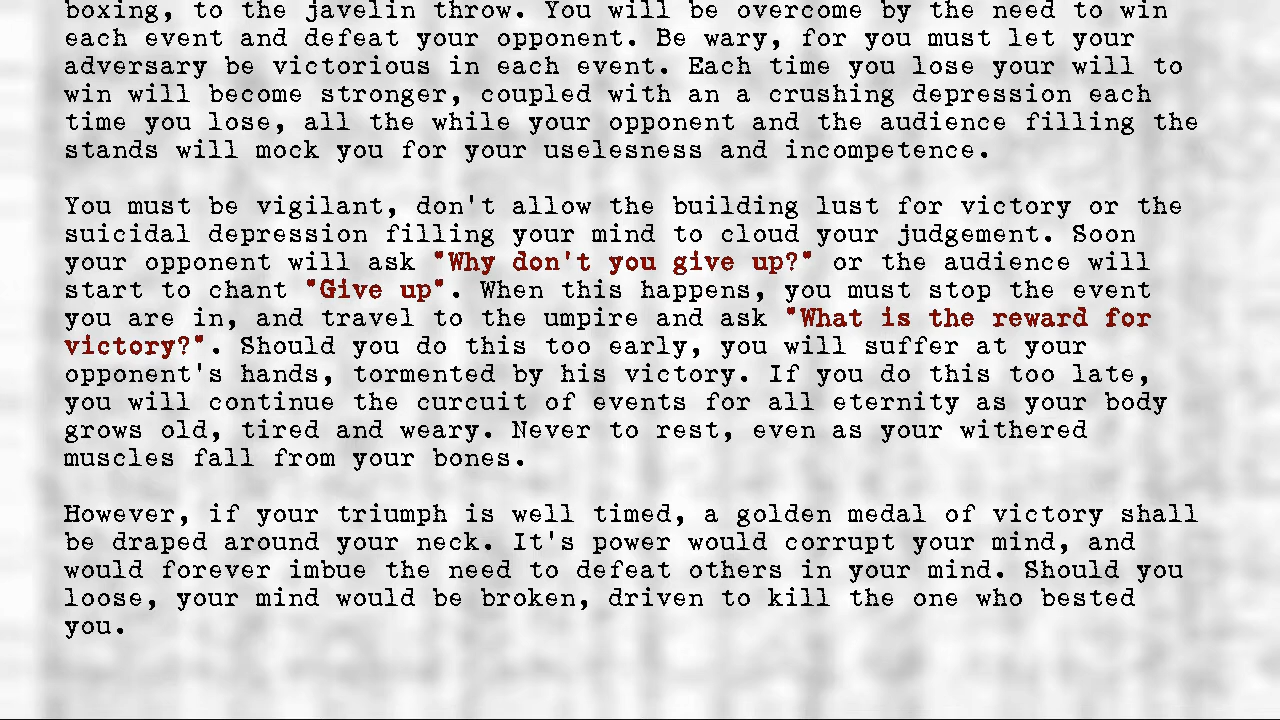 boxing, to the javelin throw. You will be overcome by the need to win
each event and defeat your opponent. Be wary, for you must let your
adversary be victorious in each event. Each time you lose your will to
win will become stronger, coupled with an a crushing depression each
time you lose, all the while your opponent and the audience filling the
stands will mock you for your uselesness and incompetence.
You must be vigilant, don't allow the building lust for victory or the
suicidal depression filling your mind to cloud your judgement. Soon
your opponent will ask "Why don't you give up?" or the audience will
start to chant "Give up". When this happens, you must stop the event
you are in, and travel to the umpire and ask "What is the reward for
victory?". Should you do this too early, you will suffer at your
opponent's hands, tormented by his victory. If you do this too late,
you will continue the curcuit of events for all eternity as your body
grows old, tired and weary. Never to rest, even as your withered
muscles fall from your bones.
However, if your triumph is well timed, a golden medal of victory shall
be draped around your neck. It's power would corrupt your mind, and
would forever imbue the need to defeat others in your mind. Should you
loose, your mind would be broken, driven to kill the one who bested
you.